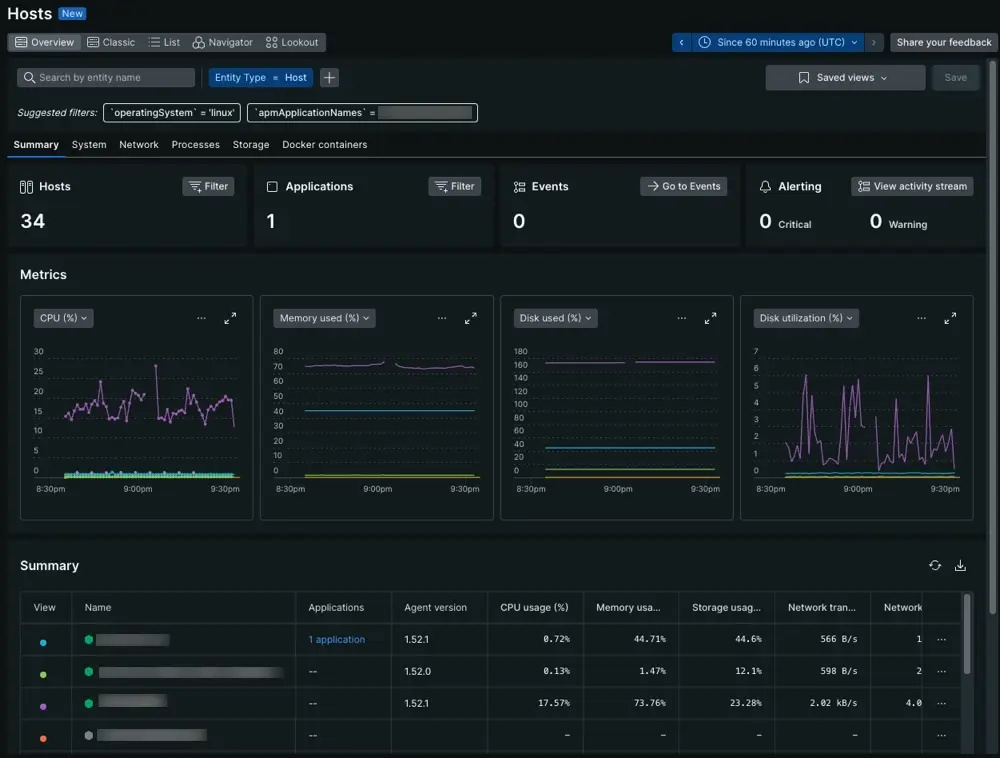 Hosts New
Overview Classic List Navigator Lookout
Since 60 minutes ago (UTC)
Share your feedback
Search by entity name
Entity Type = Host
Saved views
Save
Suggested filters: `operatingSystem` = 'linux' `apmApplicationNames` =
Summary System Network Processes Storage Docker containers
Hosts Filter
34
Applications Filter
1
Events Go to Events
0
Alerting View activity stream
0 Critical 0 Warning
Metrics
CPU (%)
30
25
20
15
10
5
0
8:30pm 9:00pm 9:30pm
Memory used (%)
80
70
60
50
40
30
20
10
0
8:30pm 9:00pm 9:30pm
Disk used (%)
180
160
140
120
100
80
60
40
20
0
8:30pm 9:00pm 9:30pm
Disk utilization (%)
7
6
5
4
3
2
1
0
8:30pm 9:00pm 9:30pm
Summary
View Name Applications Agent version CPU usage (%) Memory usa... Storage usag... Network tran... Network
1 application 1.52.1 0.72% 44.71% 44.6% 566 B/s 1 ...
-- 1.52.0 0.13% 1.47% 12.1% 598 B/s 2 ...
-- 1.52.1 17.57% 73.76% 23.28% 2.02 kB/s 4.0 ...
-- – – – – ...